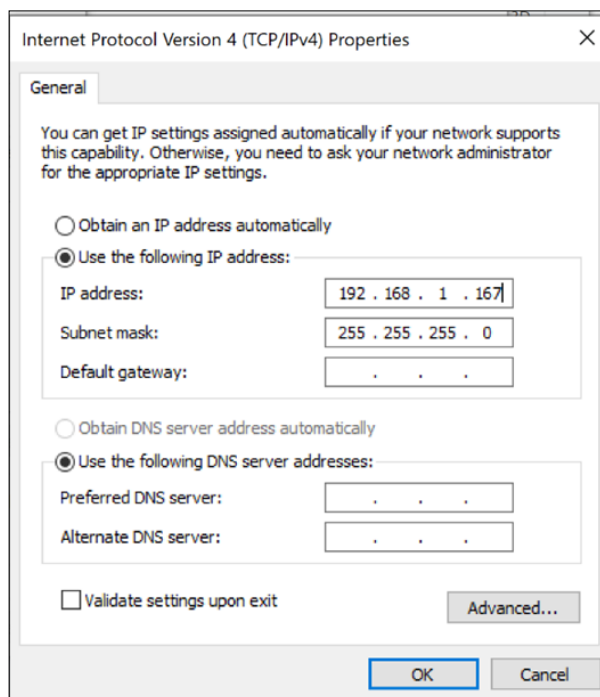 Internet Protocol Version 4 (TCP/IPv4) Properties
General
You can get IP settings assigned automatically if your network supports
this capability. Otherwise, you need to ask your network administrator
for the appropriate IP settings.
Obtain an IP address automatically
Use the following IP address:
IP address: 192 . 168 . 1 . 167
Subnet mask: 255 . 255 . 255 . 0
Default gateway: . . .
Obtain DNS server address automatically
Use the following DNS server addresses:
Preferred DNS server: . . .
Alternate DNS server: . . .
Validate settings upon exit
Advanced...
OK Cancel